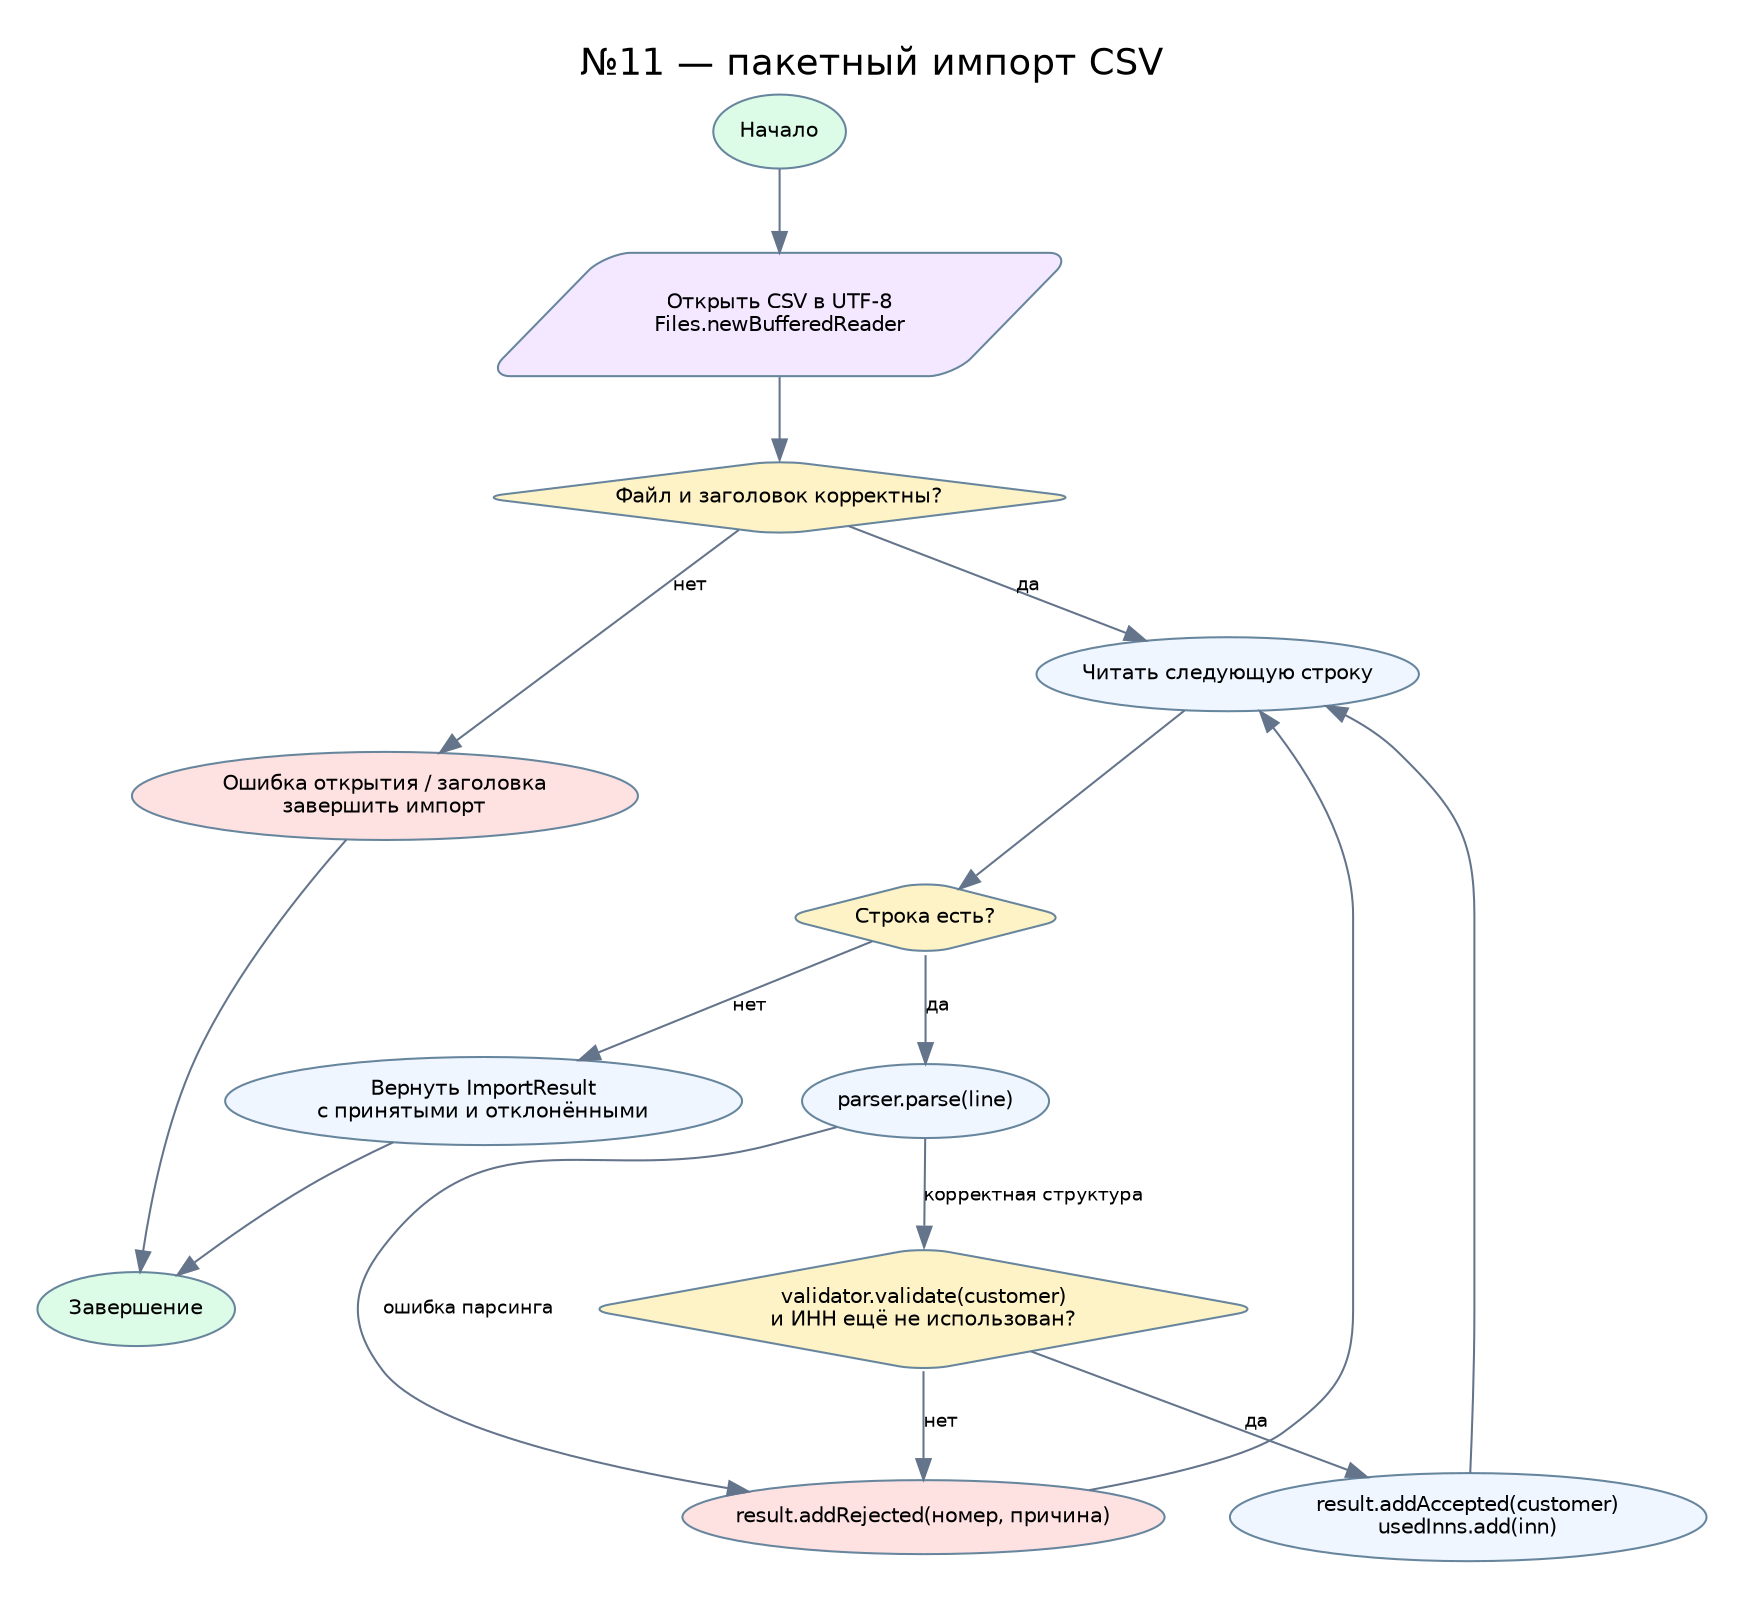 №11 — пакетный импорт CSV
Начало
Открыть CSV в UTF-8
Files.newBufferedReader
Файл и заголовок корректны?
нет
да
Читать следующую строку
Ошибка открытия / заголовка
завершить импорт
Строка есть?
нет
да
Вернуть ImportResult
с принятыми и отклонёнными
parser.parse(line)
корректная структура
Завершение
ошибка парсинга
validator.validate(customer)
и ИНН ещё не использован?
нет
да
result.addRejected(номер, причина)
result.addAccepted(customer)
usedInns.add(inn)